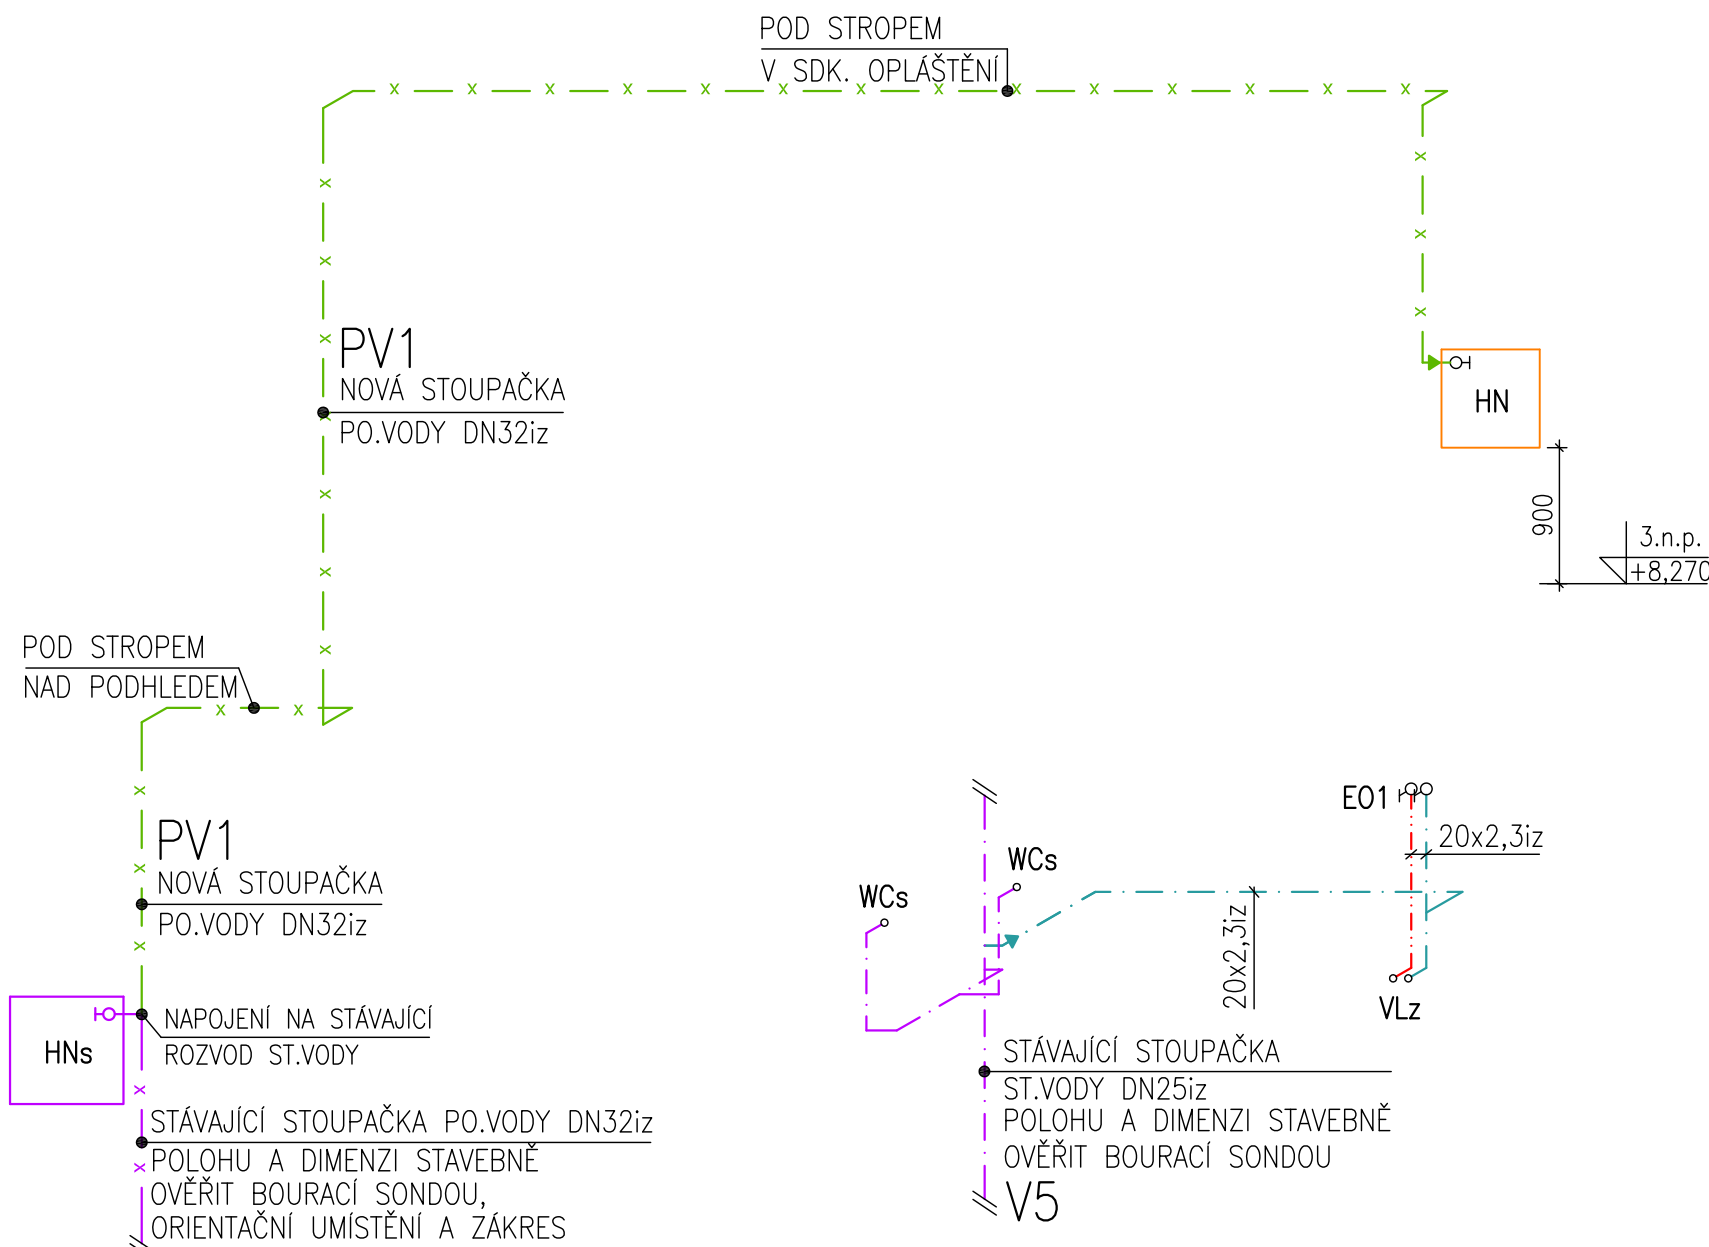 POD STROPEM
V SDK. OPLÁŠTĚNÍ
PV1
NOVÁ STOUPAČKA
PO.VODY DN32iz
HN
900
3.n.p.
+8,270
POD STROPEM
NAD PODHLEDEM
PV1
NOVÁ STOUPAČKA
PO.VODY DN32iz
HNs
NAPOJENÍ NA STÁVAJÍCÍ
ROZVOD ST.VODY
STÁVAJÍCÍ STOUPAČKA PO.VODY DN32iz
POLOHU A DIMENZI STAVEBNĚ
OVĚŘIT BOURACÍ SONDOU,
ORIENTAČNÍ UMÍSTĚNÍ A ZÁKRES
WCs
WCs
EO1
20x2,3iz
20x2,3iz
VLz
STÁVAJÍCÍ STOUPAČKA
ST.VODY DN25iz
POLOHU A DIMENZI STAVEBNĚ
OVĚŘIT BOURACÍ SONDOU
V5